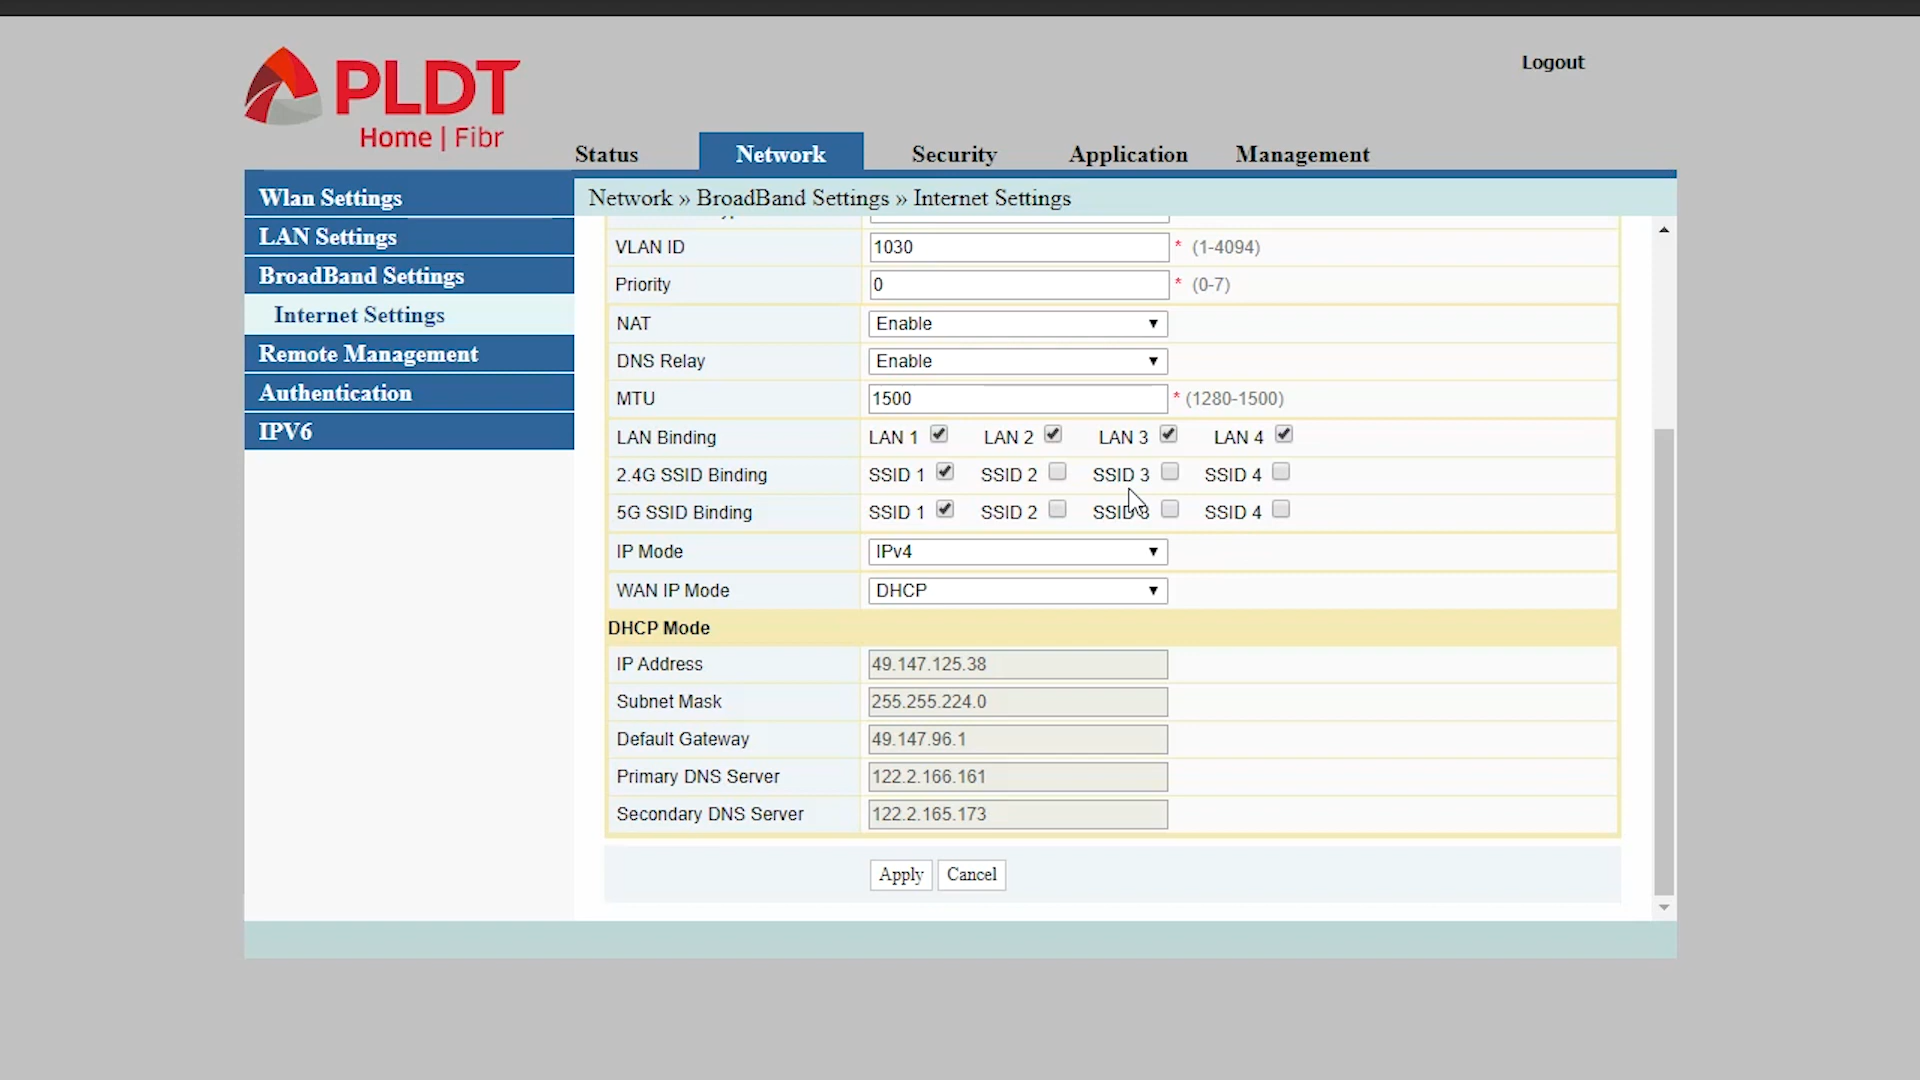 PLDT
Home | Fibr
Logout
Status Network Security Application Management
Network » BroadBand Settings » Internet Settings
Wlan Settings
LAN Settings
BroadBand Settings
Internet Settings
Remote Management
Authentication
IPV6
VLAN ID 1030 * (1-4094)
Priority 0 * (0-7)
NAT Enable
DNS Relay Enable
MTU 1500 * (1280-1500)
LAN Binding LAN 1 LAN 2 LAN 3 LAN 4
2.4G SSID Binding SSID 1 SSID 2 SSID 3 SSID 4
5G SSID Binding SSID 1 SSID 2 SSID 3 SSID 4
IP Mode IPv4
WAN IP Mode DHCP
DHCP Mode
IP Address 49.147.125.38
Subnet Mask 255.255.224.0
Default Gateway 49.147.96.1
Primary DNS Server 122.2.166.161
Secondary DNS Server 122.2.165.173
Apply Cancel